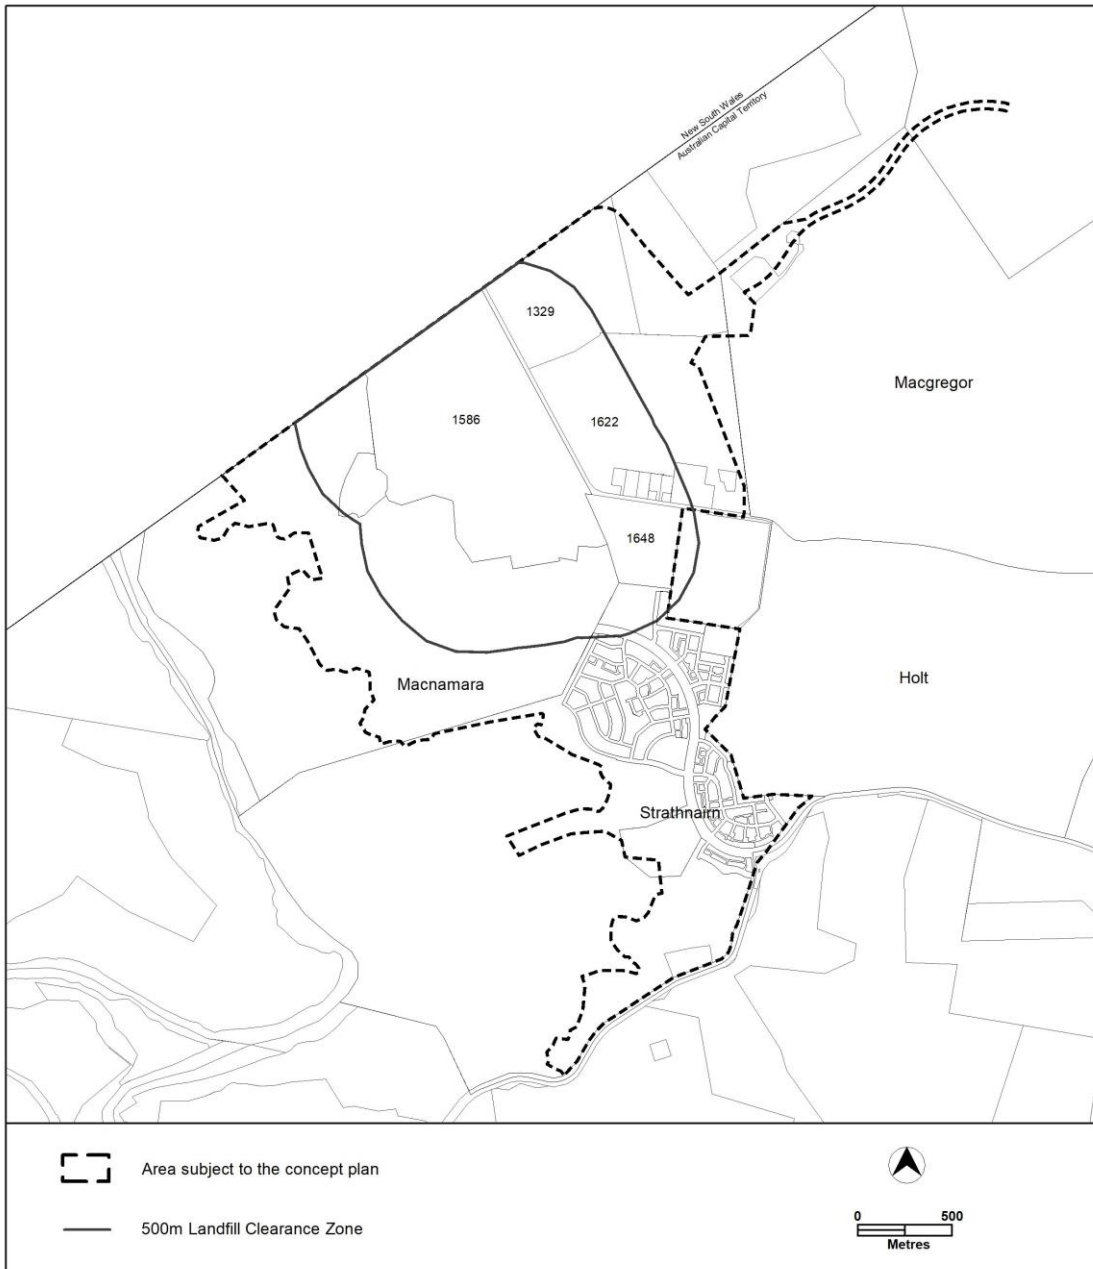 New South Wales
Australian Capital Territory
1329
Macgregor
1586
1622
1648
Holt
Macnamara
Strathnairn
Area subject to the concept plan
500m Landfill Clearance Zone
0 500
Metres